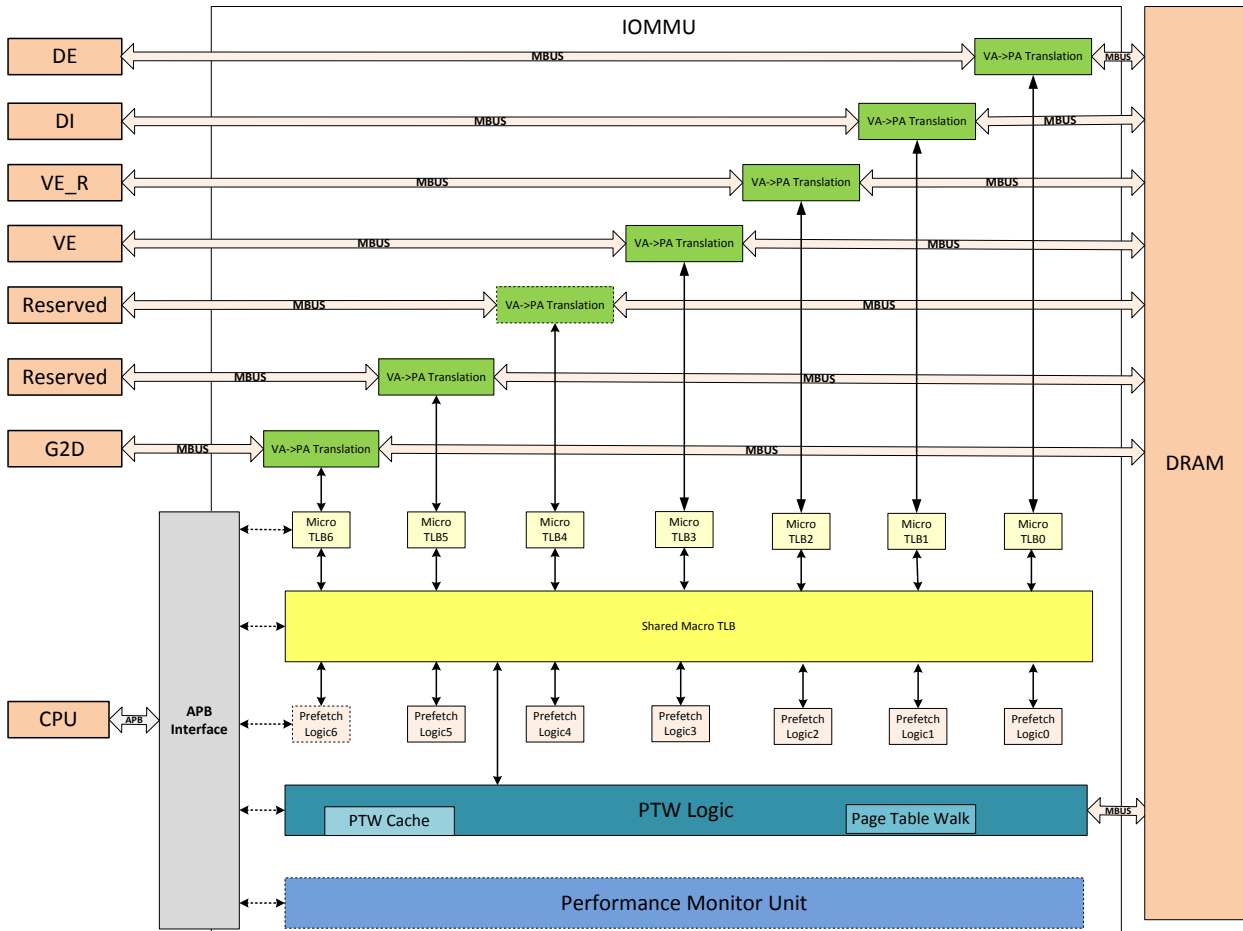 IOMMU
DE
MBUS
VA->PA Translation
MBUS
DI
MBUS
VA->PA Translation
MBUS
VE_R
MBUS
VA->PA Translation
MBUS
VE
MBUS
VA->PA Translation
MBUS
Reserved
MBUS
VA->PA Translation
MBUS
Reserved
MBUS
VA->PA Translation
MBUS
G2D
MBUS
VA->PA Translation
MBUS
DRAM
Micro
TLB6
Micro
TLB5
Micro
TLB4
Micro
TLB3
Micro
TLB2
Micro
TLB1
Micro
TLB0
Shared Macro TLB
CPU
APB
APB
Interface
Prefetch
Logic6
Prefetch
Logic5
Prefetch
Logic4
Prefetch
Logic3
Prefetch
Logic2
Prefetch
Logic1
Prefetch
Logic0
PTW Logic
PTW Cache
Page Table Walk
MBUS
Performance Monitor Unit